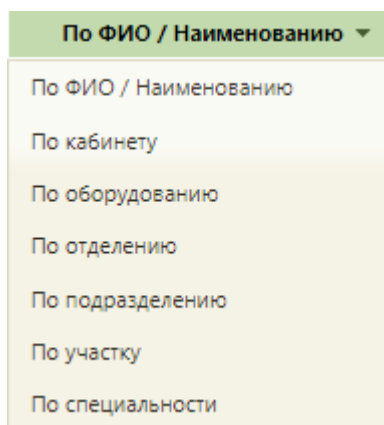 По ФИО / Наименованию
По ФИО / Наименованию
По кабинету
По оборудованию
По отделению
По подразделению
По участку
По специальности